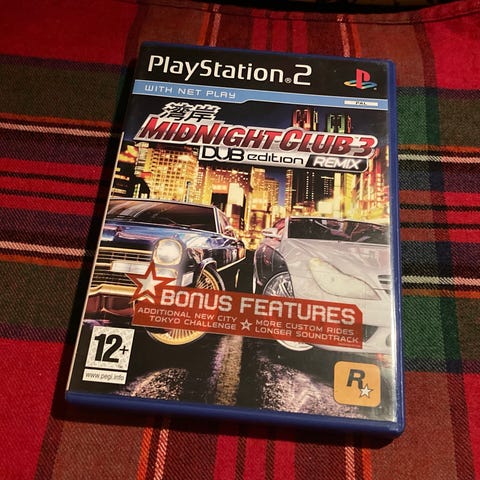 PlayStation®2
WITH NET PLAY
PAL
湾岸
MIDNIGHT CLUB 3
DUB edition REMIX
BONUS FEATURES
ADDITIONAL NEW CITY ★ MORE CUSTOM RIDES
TOKYO CHALLENGE ★ LONGER SOUNDTRACK
12+
www.pegi.info
R★